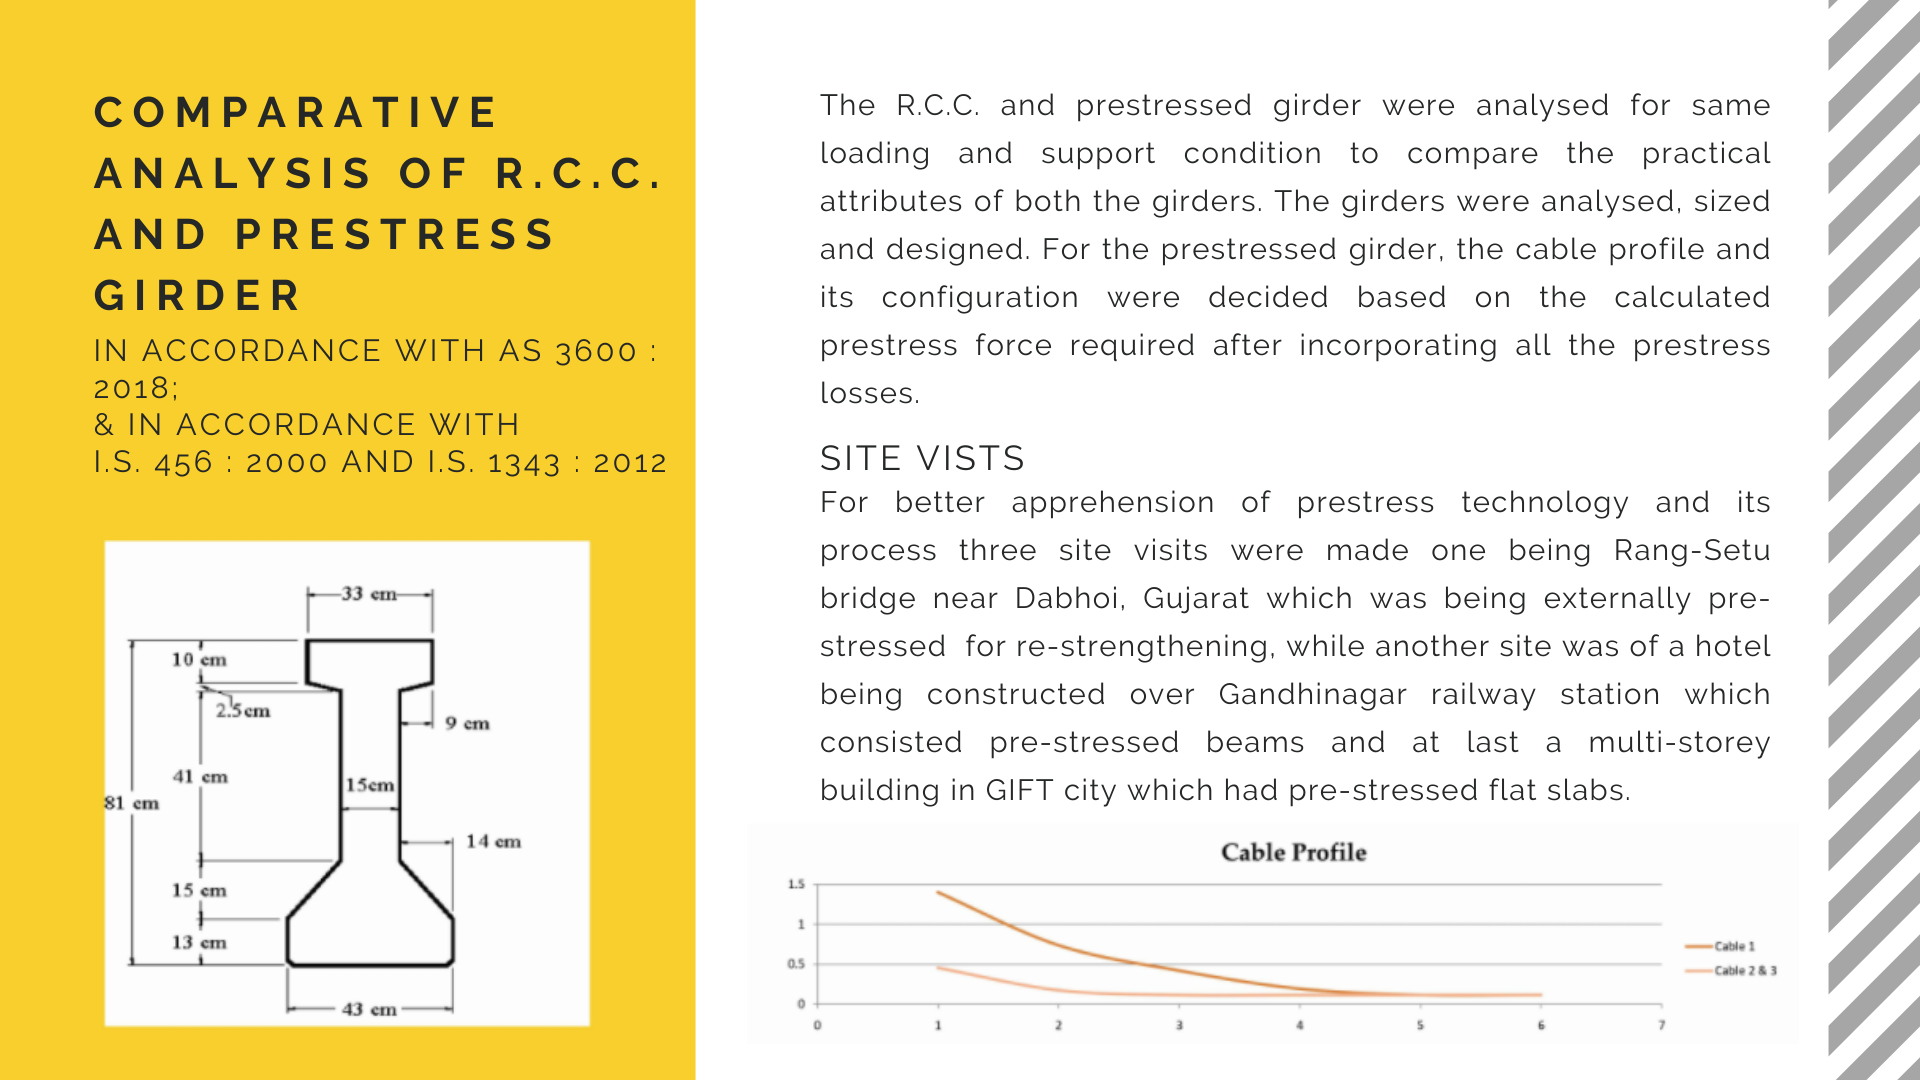 COMPARATIVE
ANALYSIS OF R.C.C.
AND PRESTRESS
GIRDER
IN ACCORDANCE WITH AS 3600 :
2018;
& IN ACCORDANCE WITH
I.S. 456 : 2000 AND I.S. 1343 : 2012
33 cm
10 cm
2.5cm
9 cm
41 cm
15cm
81 cm
14 cm
15 cm
13 cm
43 cm
The R.C.C. and prestressed girder were analysed for same
loading and support condition to compare the practical
attributes of both the girders. The girders were analysed, sized
and designed. For the prestressed girder, the cable profile and
its configuration were decided based on the calculated
prestress force required after incorporating all the prestress
losses.
SITE VISTS
For better apprehension of prestress technology and its
process three site visits were made one being Rang-Setu
bridge near Dabhoi, Gujarat which was being externally pre-
stressed for re-strengthening, while another site was of a hotel
being constructed over Gandhinagar railway station which
consisted pre-stressed beams and at last a multi-storey
building in GIFT city which had pre-stressed flat slabs.
Cable Profile
1.5
1
0.5
0
0 1 2 3 4 5 6 7
Cable 1
Cable 2 & 3